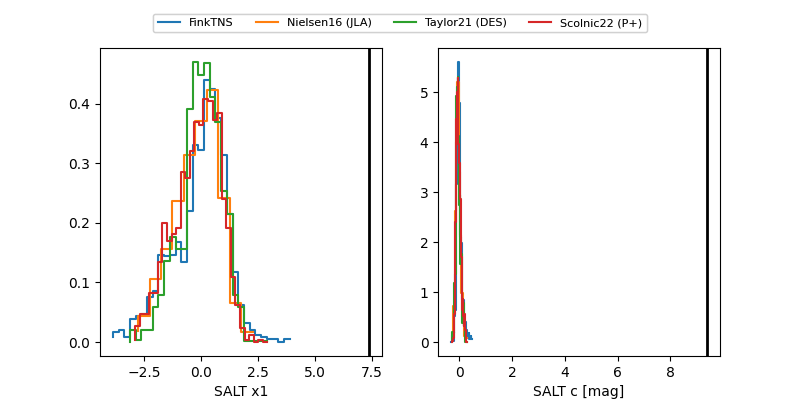 FinkTNS Nielsen16 (JLA) Taylor21 (DES) Scolnic22 (P+)
0.4
0.3
0.2
0.1
0.0
−2.5 0.0 2.5 5.0 7.5
SALT x1
5
4
3
2
1
0
0 2 4 6 8
SALT c [mag]